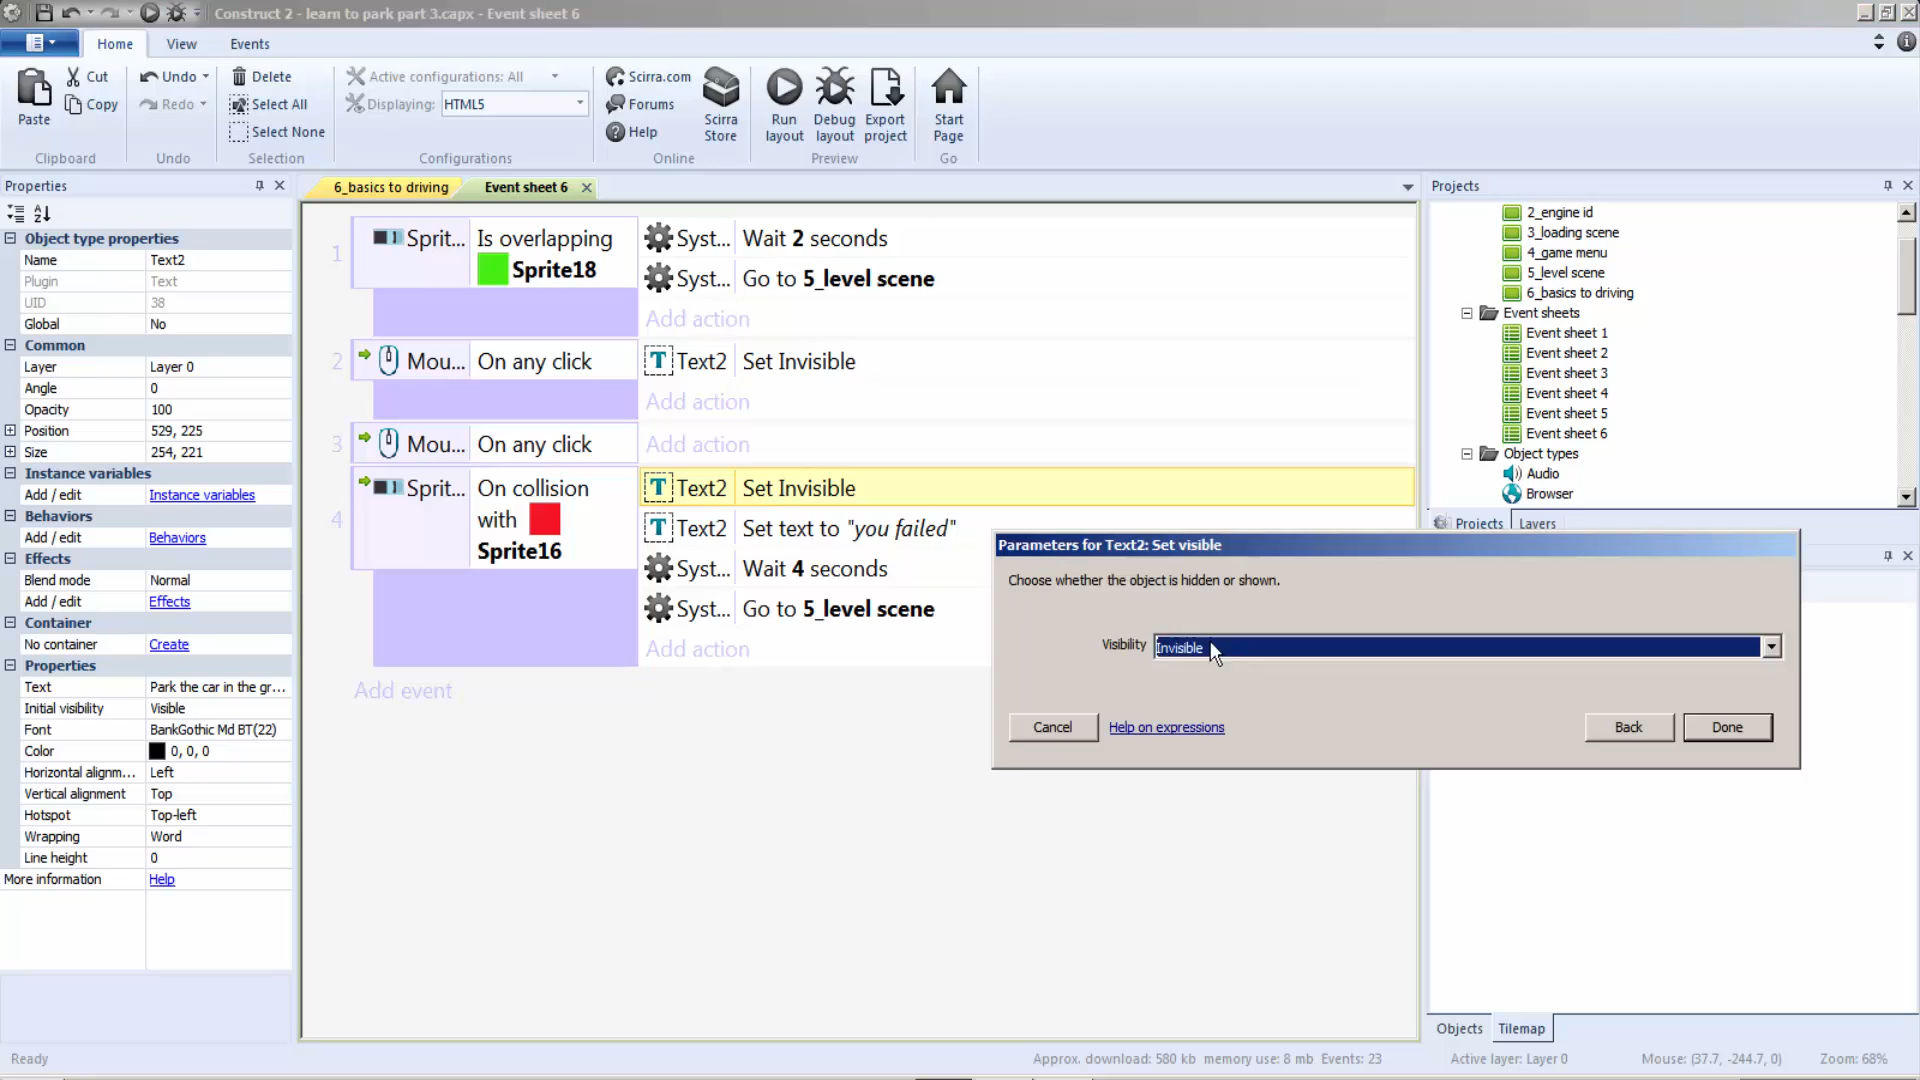 Construct 2 - learn to park part 3.capx - Event sheet 6
Home View Events
Paste
Cut
Copy
Clipboard
Undo
Redo
Undo
Delete
Select All
Select None
Selection
Active configurations: All
Displaying: HTML5
Configurations
Scirra.com
Forums
Help
Scirra Store
Online
Run layout
Debug layout
Export project
Preview
Start Page
Go
Properties
Object type properties
Name Text2
Plugin Text
UID 38
Global No
Common
Layer Layer 0
Angle 0
Opacity 100
Position 529, 225
Size 254, 221
Instance variables
Add / edit Instance variables
Behaviors
Add / edit Behaviors
Effects
Blend mode Normal
Add / edit Effects
Container
No container Create
Properties
Text Park the car in the gr...
Initial visibility Visible
Font BankGothic Md BT(22)
Color 0, 0, 0
Horizontal alignm... Left
Vertical alignment Top
Hotspot Top-left
Wrapping Word
Line height 0
More information Help
6_basics to driving Event sheet 6
1 Sprit... Is overlapping Sprite18
Syst... Wait 2 seconds
Syst... Go to 5_level scene
Add action
2 Mou... On any click
T Text2 Set Invisible
Add action
3 Mou... On any click
Add action
4 Sprit... On collision with Sprite16
T Text2 Set Invisible
T Text2 Set text to "you failed"
Syst... Wait 4 seconds
Syst... Go to 5_level scene
Add action
Add event
Parameters for Text2: Set visible
Choose whether the object is hidden or shown.
Visibility Invisible
Cancel Help on expressions Back Done
Projects
2_engine id
3_loading scene
4_game menu
5_level scene
6_basics to driving
Event sheets
Event sheet 1
Event sheet 2
Event sheet 3
Event sheet 4
Event sheet 5
Event sheet 6
Object types
Audio
Browser
Projects Layers
Objects Tilemap
Ready
Approx. download: 580 kb memory use: 8 mb Events: 23
Active layer: Layer 0
Mouse: (37.7, -244.7, 0)
Zoom: 68%